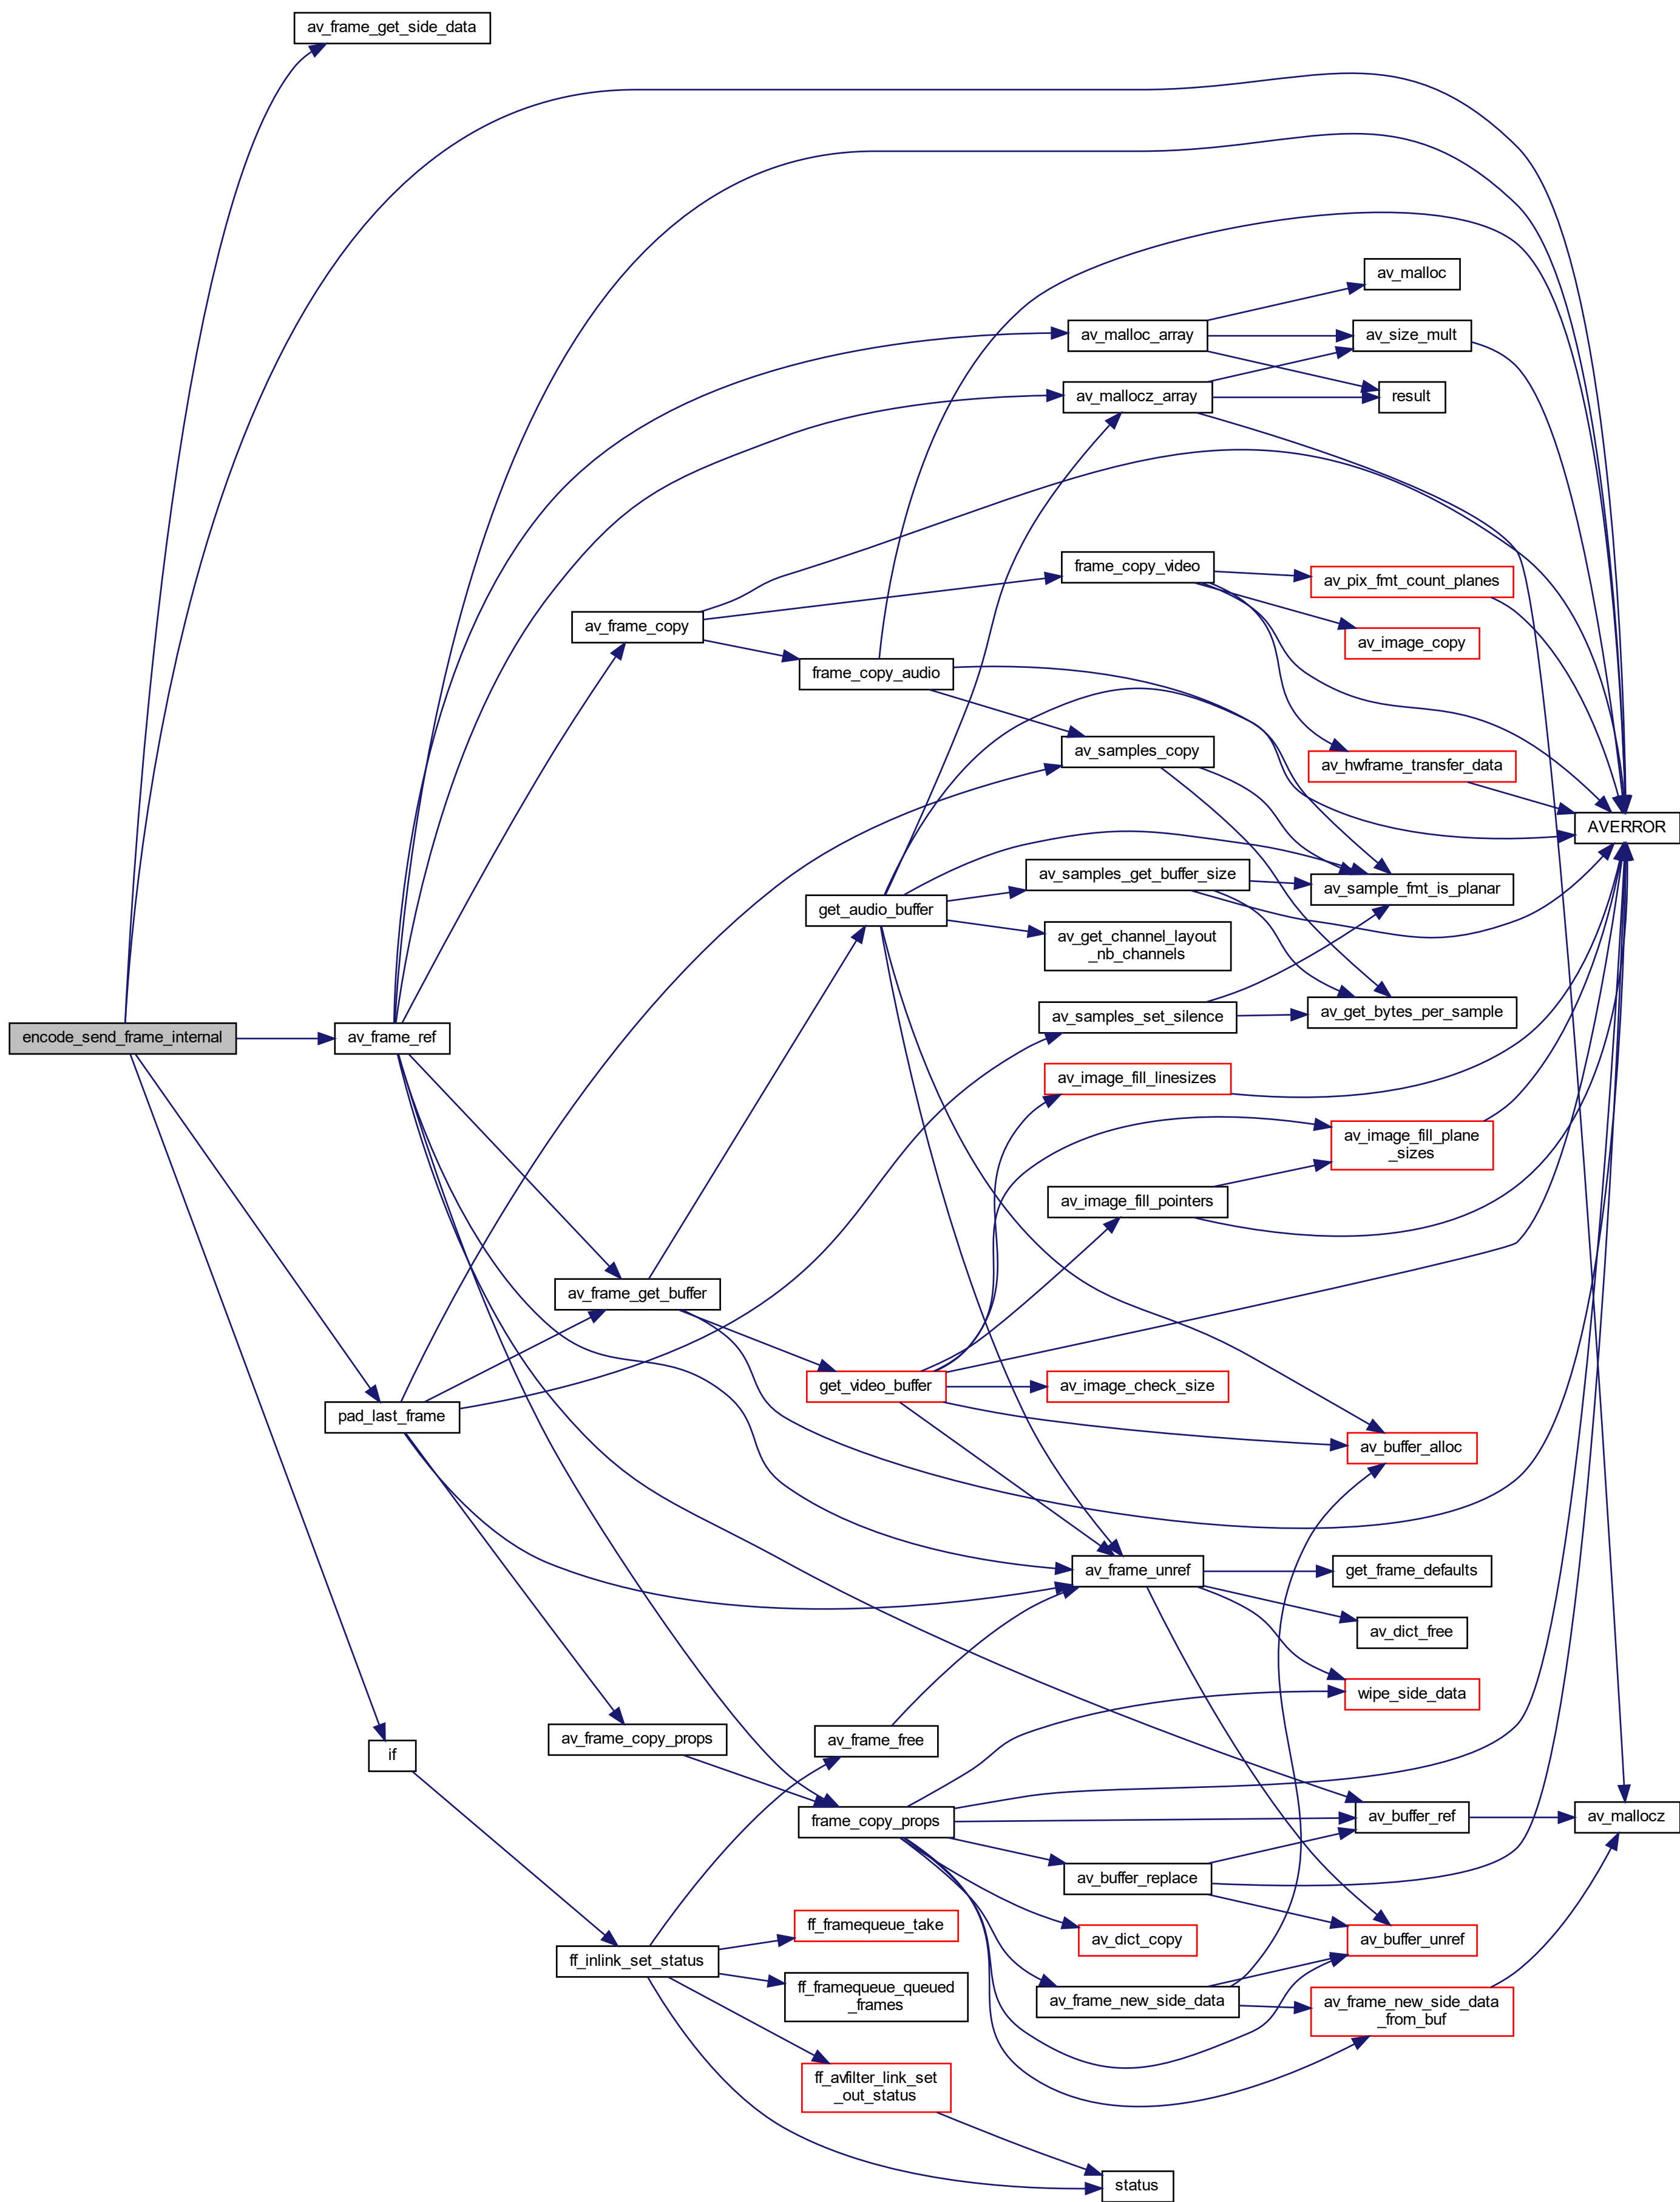 av_frame_get_side_data
av_malloc
av_malloc_array
av_size_mult
av_mallocz_array
result
frame_copy_video
av_pix_fmt_count_planes
av_frame_copy
av_image_copy
frame_copy_audio
av_samples_copy
av_hwframe_transfer_data
AVERROR
av_samples_get_buffer_size
av_sample_fmt_is_planar
get_audio_buffer
av_get_channel_layout
_nb_channels
av_samples_set_silence
av_get_bytes_per_sample
encode_send_frame_internal
av_frame_ref
av_image_fill_linesizes
av_image_fill_plane
_sizes
av_image_fill_pointers
av_frame_get_buffer
get_video_buffer
av_image_check_size
pad_last_frame
av_buffer_alloc
av_frame_unref
get_frame_defaults
av_dict_free
wipe_side_data
av_frame_copy_props
av_frame_free
if
frame_copy_props
av_buffer_ref
av_mallocz
av_buffer_replace
ff_framequeue_take
av_dict_copy
av_buffer_unref
ff_inlink_set_status
ff_framequeue_queued
_frames
av_frame_new_side_data
av_frame_new_side_data
_from_buf
ff_avfilter_link_set
_out_status
status